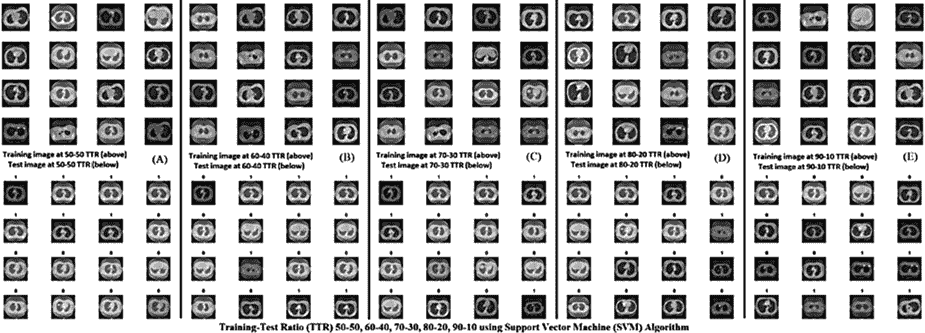 Training image at 50-50 TTR (above)
Test image at 50-50 TTR (below)
(A)
Training image at 60-40 TTR (above)
Test image at 60-40 TTR (below)
(B)
Training image at 70-30 TTR (above)
Test image at 70-30 TTR (below)
(C)
Training image at 80-20 TTR (above)
Test image at 80-20 TTR (below)
(D)
Training image at 90-10 TTR (above)
Test image at 90-10 TTR (below)
(E)
Training-Test Ratio (TTR) 50-50, 60-40, 70-30, 80-20, 90-10 using Support Vector Machine (SVM) Algorithm